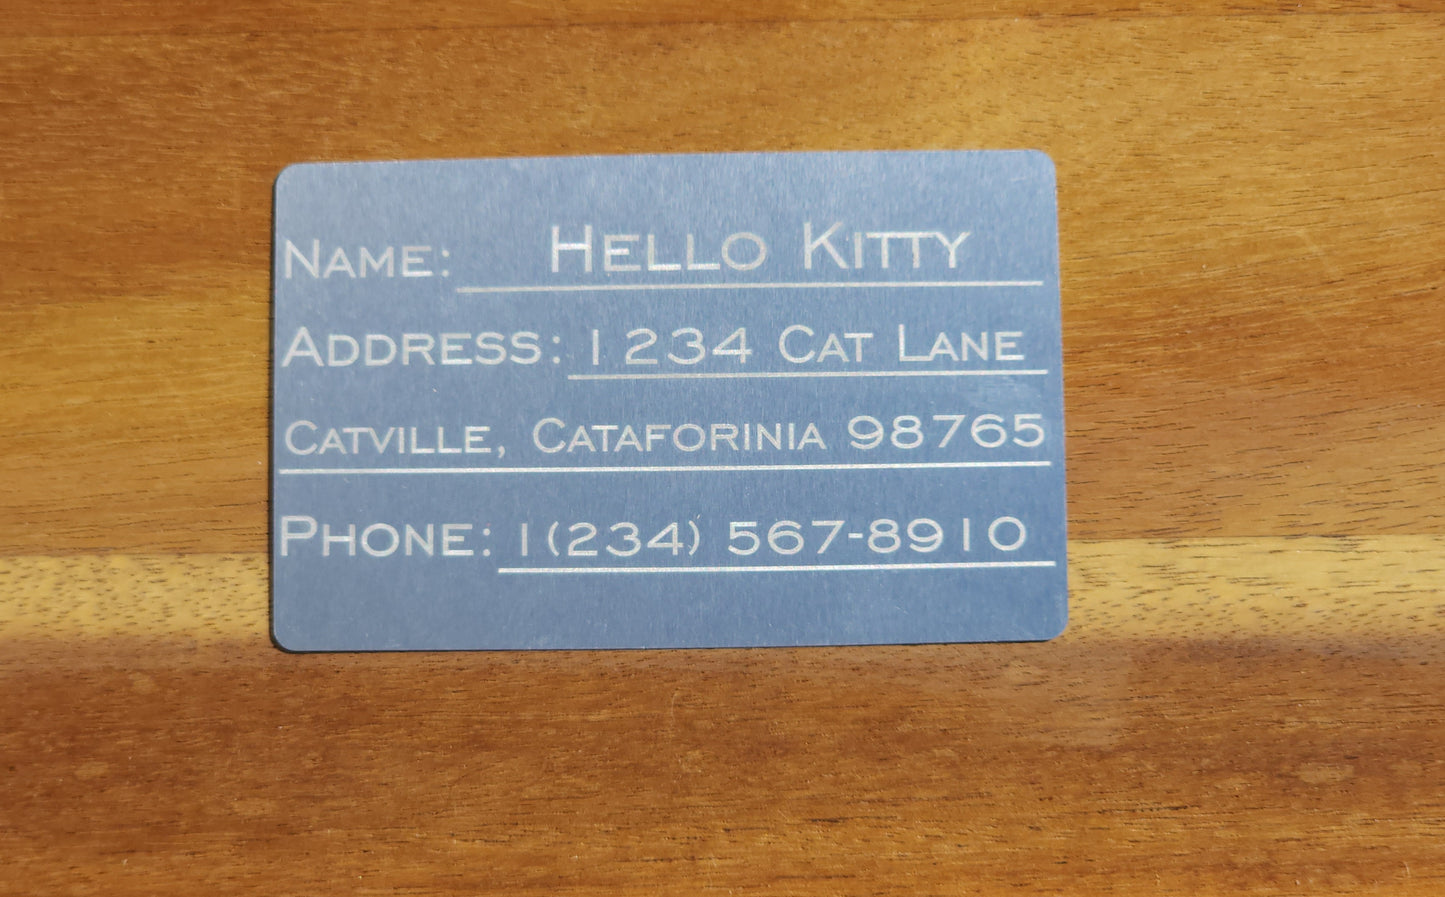 Name: Hello Kitty
Address: 1234 Cat Lane
Catville, Cataforinia 98765
Phone: 1(234) 567-8910